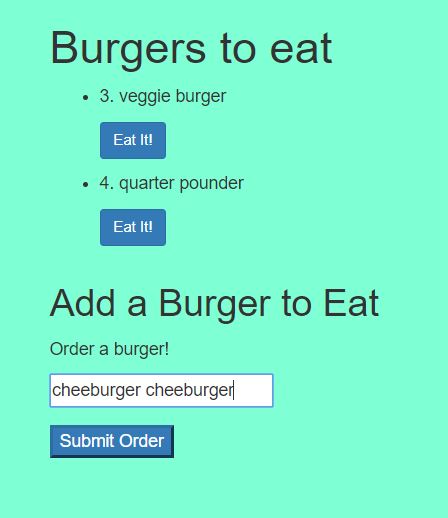 Burgers to eat
3. veggie burger
Eat It!
4. quarter pounder
Eat It!
Add a Burger to Eat
Order a burger!
cheeburger cheeburger
Submit Order